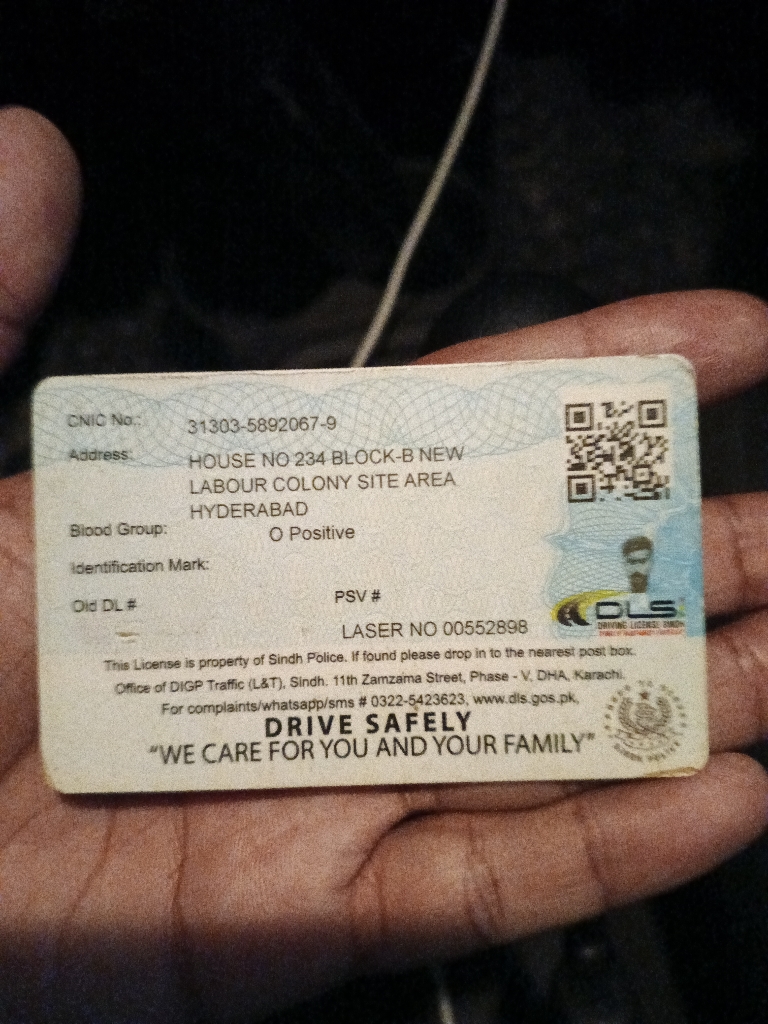 CNIC No.: 31303-5892067-9
Address: HOUSE NO 234 BLOCK-B NEW
LABOUR COLONY SITE AREA
HYDERABAD
Blood Group: O Positive
Identification Mark:
Old DL # PSV #
DLS
DRIVING LICENSE SINDH
LASER NO 00552898
This License is property of Sindh Police. If found please drop in to the nearest post box.
Office of DIGP Traffic (L&T), Sindh. 11th Zamzama Street, Phase - V, DHA, Karachi.
For complaints/whatsapp/sms # 0322-5423623, www.dls.gos.pk,
DRIVE SAFELY
"WE CARE FOR YOU AND YOUR FAMILY"